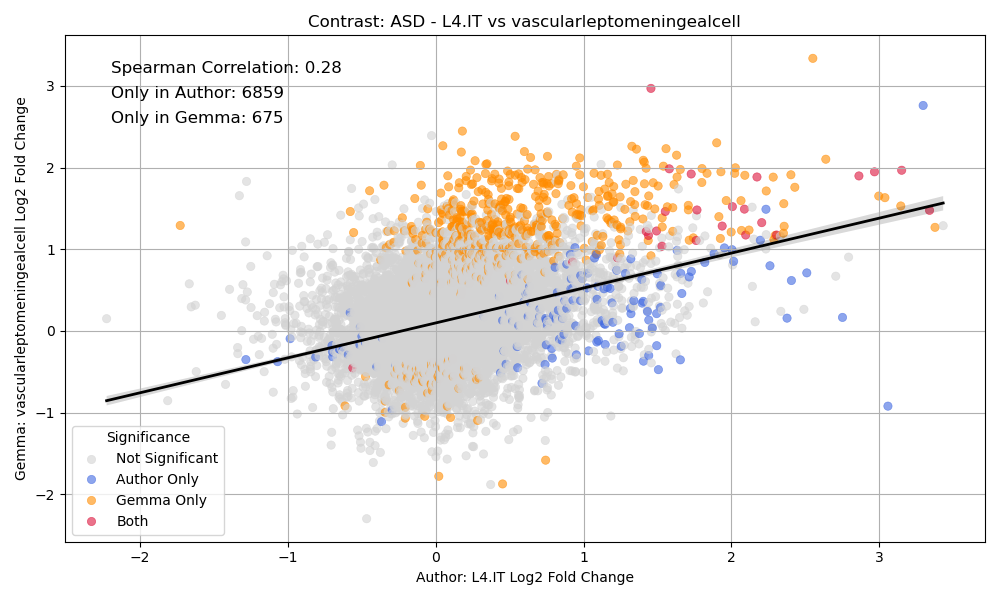 Contrast: ASD - L4.IT vs vascularleptomeningealcell
Spearman Correlation: 0.28
Only in Author: 6859
Only in Gemma: 675
Gemma: vascularleptomeningealcell Log2 Fold Change
3
2
1
0
−1
−2
Significance
Not Significant
Author Only
Gemma Only
Both
−2
−1
0
1
2
3
Author: L4.IT Log2 Fold Change